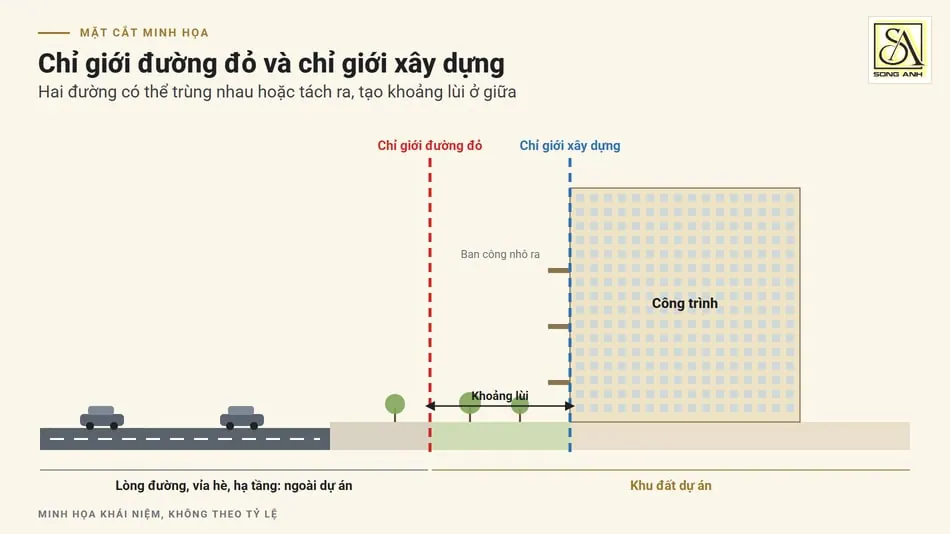 MẶT CẮT MINH HỌA
Chỉ giới đường đỏ và chỉ giới xây dựng
Hai đường có thể trùng nhau hoặc tách ra, tạo khoảng lùi ở giữa
SA
SONG ANH
Chỉ giới đường đỏ
Chỉ giới xây dựng
Ban công nhô ra
Công trình
Khoảng lùi
Lòng đường, vỉa hè, hạ tầng: ngoài dự án
Khu đất dự án
MINH HỌA KHÁI NIỆM, KHÔNG THEO TỶ LỆ